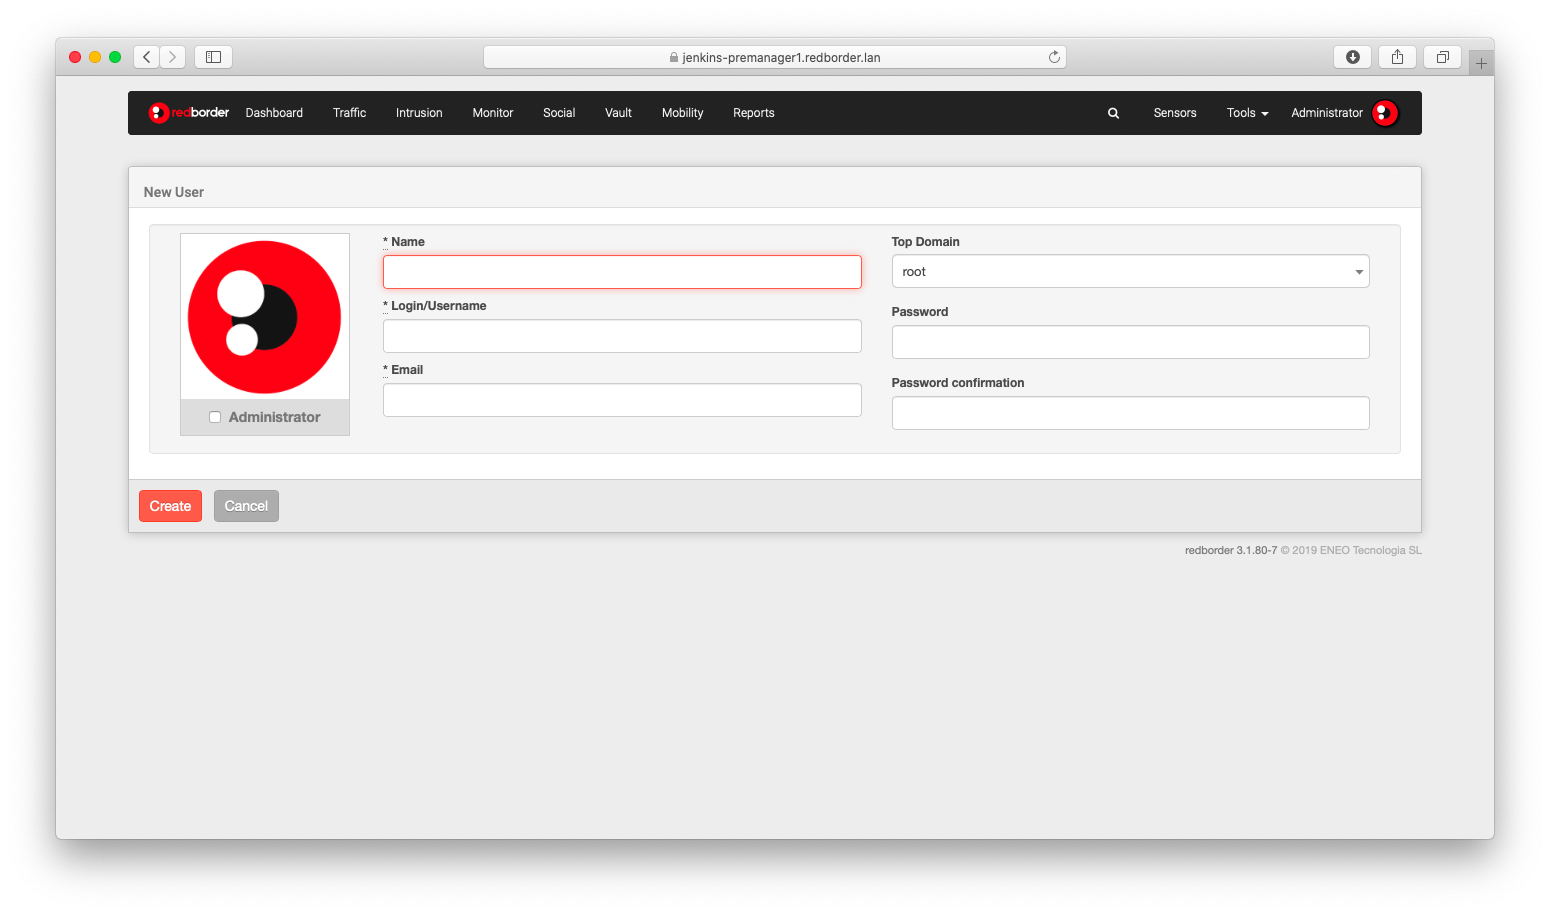 jenkins-premanager1.redborder.lan
redborder Dashboard Traffic Intrusion Monitor Social Vault Mobility Reports Sensors Tools Administrator
New User
* Name
Top Domain
root
* Login/Username
Password
* Email
Password confirmation
Administrator
Create Cancel
redborder 3.1.80-7 © 2019 ENEO Tecnologia SL